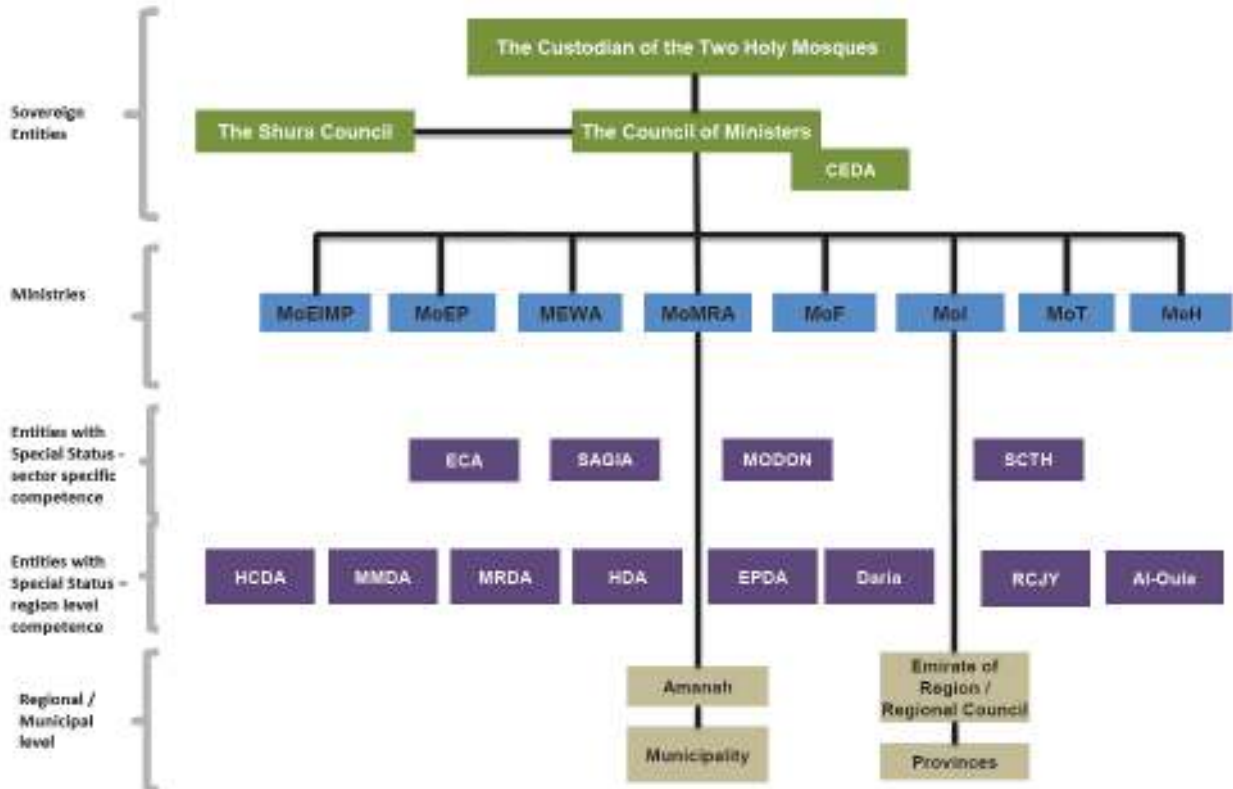 The Custodian of the Two Holy Mosques
Sovereign
Entities
The Shura Council
The Council of Ministers
CEDA
Ministries
MoEIMP
MoEP
MEWA
MoMRA
MoF
MoI
MoT
MoH
Entities with
Special Status -
sector specific
competence
ECA
SAGIA
MODON
SCTH
Entities with
Special Status –
region level
competence
HCDA
MMDA
MRDA
HDA
EPDA
Daria
RCJY
Al-Oula
Regional /
Municipal
level
Amanah
Municipality
Emirate of
Region /
Regional Council
Provinces